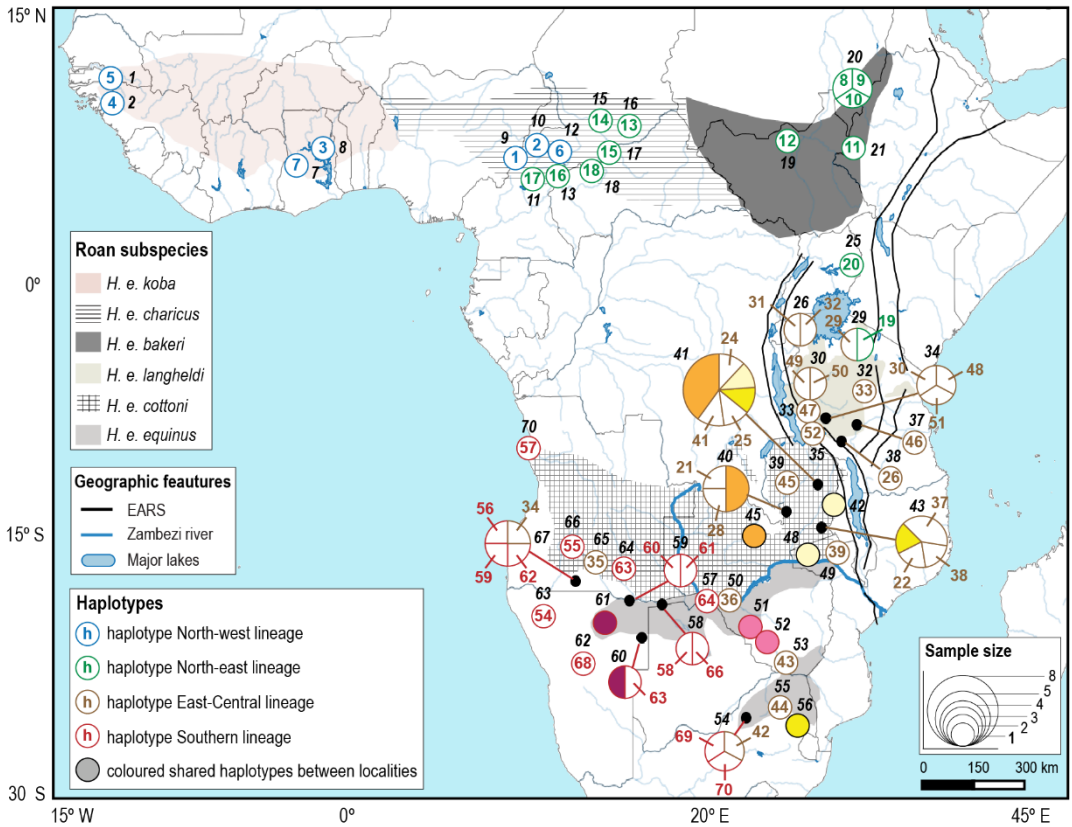 15° N
20
5 1
8 9
10
4 2
15 16
14 13
10 12
9
2 6
1
15 17
17 16 18
11 13 18
3 8
7 7
12
19
11 21
Roan subspecies
H. e. koba
H. e. charicus
H. e. bakeri
H. e. langheldi
H. e. cottoni
H. e. equinus
25
20
0°
31 26 32
29 29 19
41 24
49 30 50
32
33
30 34 48
51
33 47
52
41 25
37
46
38
26
70
57
40
21
28
39
45
35
42
43 37
22 38
Geographic feautures
EARS
Zambezi river
Major lakes
15° S
56 34
67
59 62
66
55
65
35
64
63
59
60 61
45
48
39
49
57 50
64 36
63
54
61
51
52
62
68
58
58 66
60
63
53
43
55
44
56
54
69 42
70
Haplotypes
h haplotype North-west lineage
h haplotype North-east lineage
h haplotype East-Central lineage
h haplotype Southern lineage
coloured shared haplotypes between localities
Sample size
8
5
4
3
2
1
0 150 300 km
30 S
15° W 0° 20° E 45° E